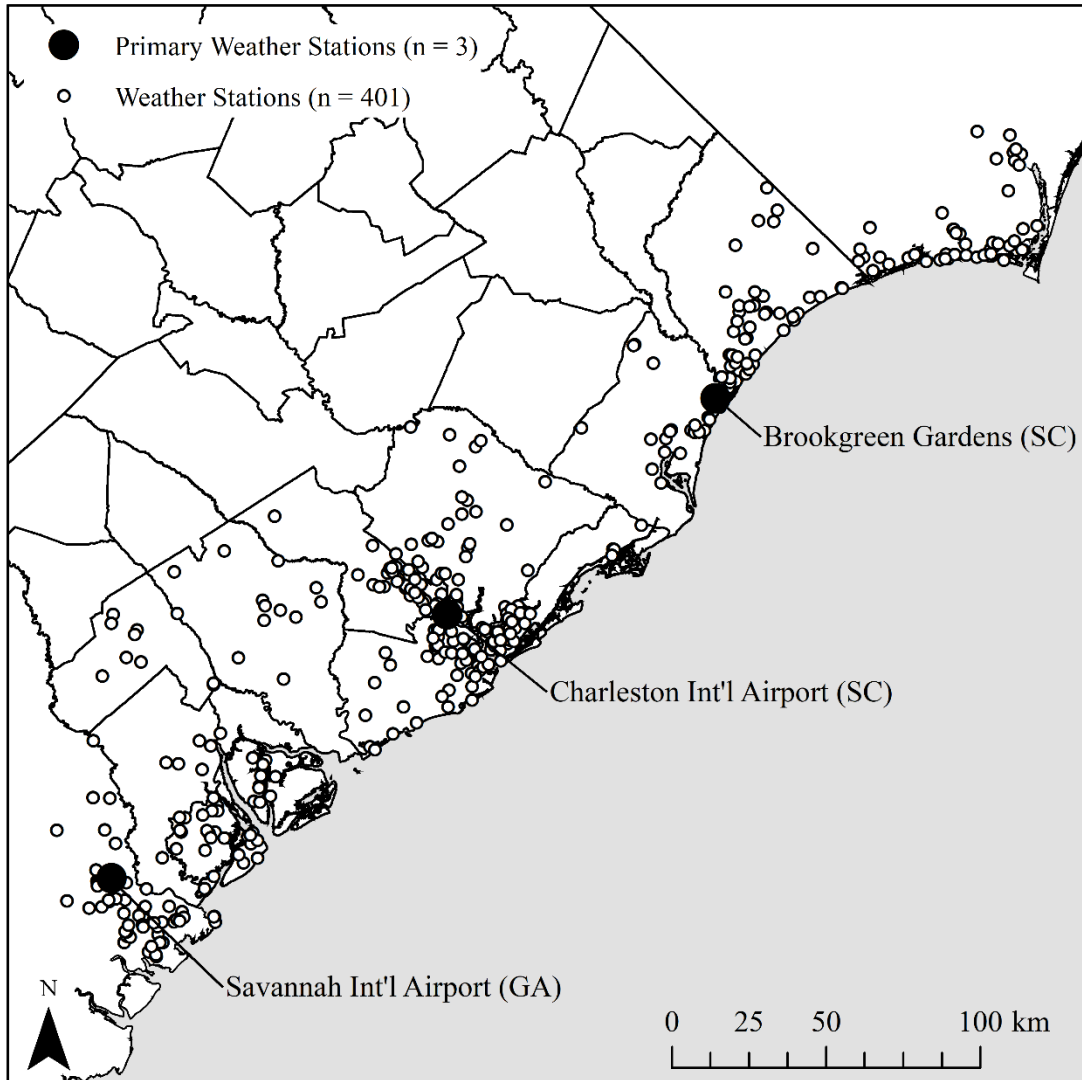 Primary Weather Stations (n = 3)
Weather Stations (n = 401)
Brookgreen Gardens (SC)
Charleston Int'l Airport (SC)
Savannah Int'l Airport (GA)
N
0 25 50 100 km